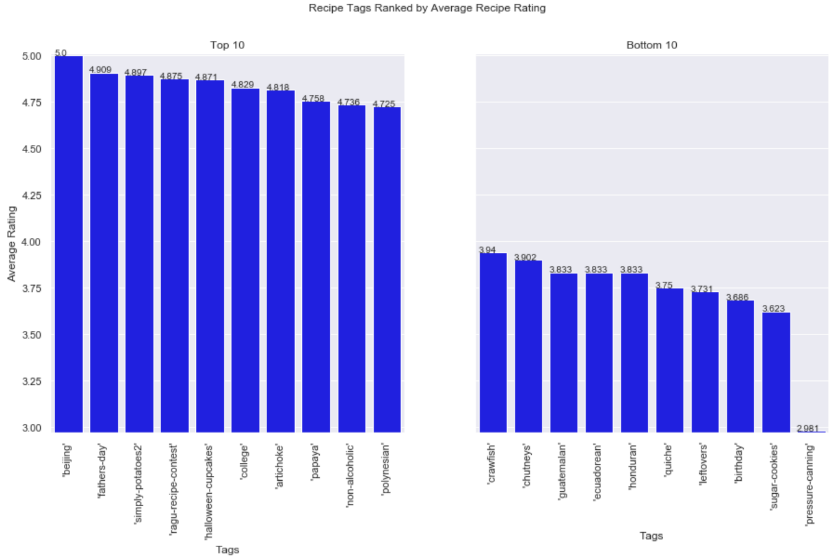 Recipe Tags Ranked by Average Recipe Rating
Top 10
Average Rating
5.00
4.75
4.50
4.25
4.00
3.75
3.50
3.25
3.00
5.0
4.909
4.897
4.875
4.871
4.829
4.818
4.758
4.736
4.725
'beijing'
'fathers-day'
'simply-potatoes2'
'ragu-recipe-contest'
'halloween-cupcakes'
'college'
'artichoke'
'papaya'
'non-alcoholic'
'polynesian'
Tags
Bottom 10
3.94
3.902
3.833
3.833
3.833
3.75
3.731
3.686
3.623
2.981
'crawfish'
'chutneys'
'guatemalan'
'ecuadorean'
'honduran'
'quiche'
'leftovers'
'birthday'
'sugar-cookies'
'pressure-canning'
Tags